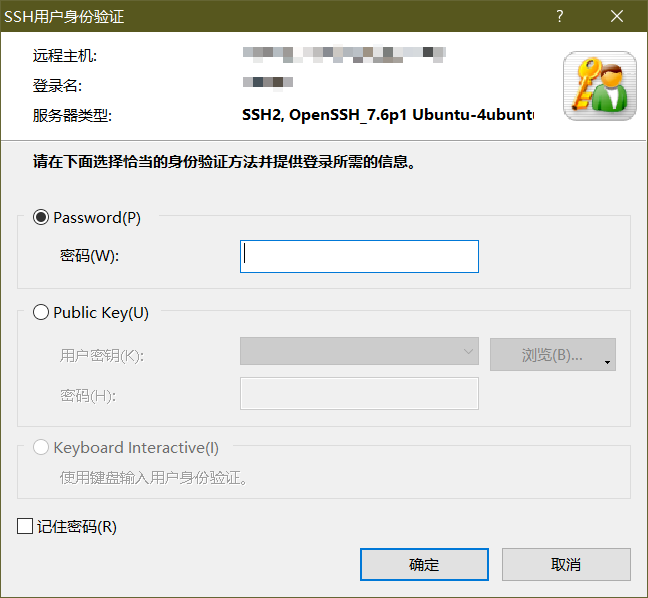 SSH用户身份验证
远程主机:
登录名:
服务器类型: SSH2, OpenSSH_7.6p1 Ubuntu-4ubuntu
请在下面选择恰当的身份验证方法并提供登录所需的信息。
Password(P)
密码(W):
Public Key(U)
用户密钥(K): 浏览(B)...
密码(H):
Keyboard Interactive(I)
使用键盘输入用户身份验证。
记住密码(R)
确定 取消